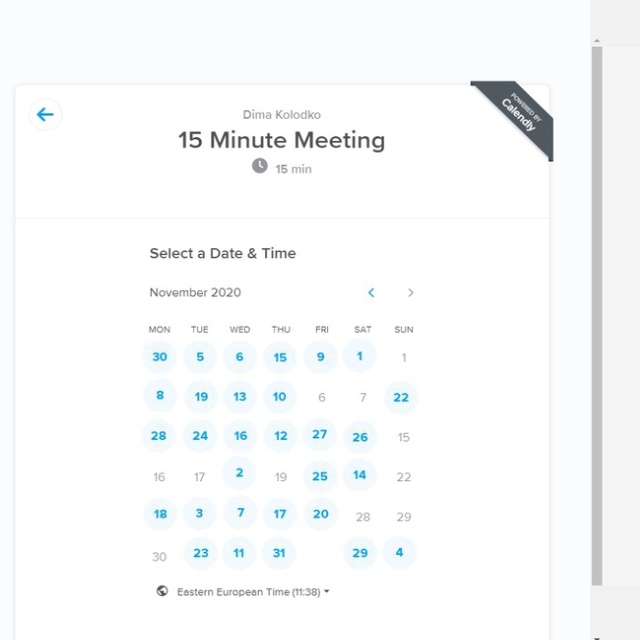 POWERED BY
Calendly
Dima Kolodko
15 Minute Meeting
15 min
Select a Date & Time
November 2020
MON TUE WED THU FRI SAT SUN
30 5 6 15 9 1 1
8 19 13 10 6 7 22
28 24 16 12 27 26 15
16 17 2 19 25 14 22
18 3 7 17 20 28 29
30 23 11 31 29 4
Eastern European Time (11:38)